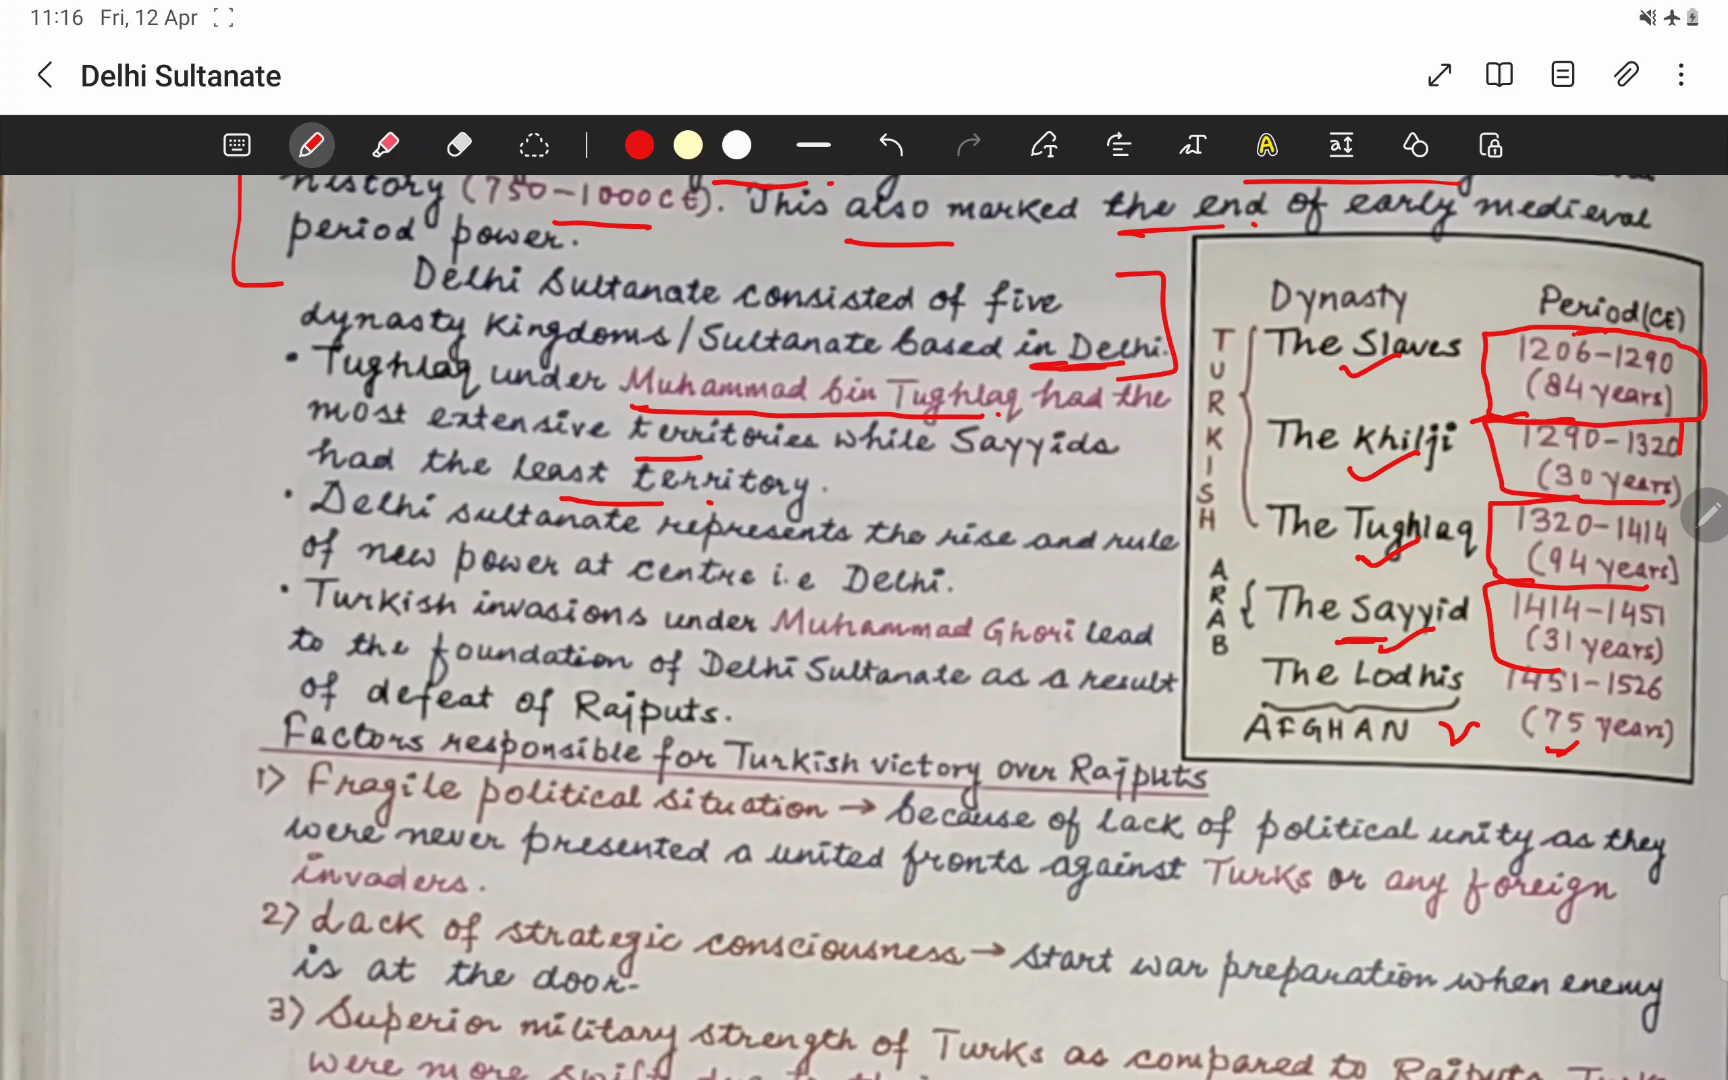 11:16 Fri, 12 Apr
Delhi Sultanate
history (750-1000CE). This also marked the end of early medieval
period power.
Delhi Sultanate consisted of five
dynasty Kingdoms/Sultanate based in Delhi.
• Tughlaq under Muhammad bin Tughlaq had the
most extensive territories while Sayyids
had the least territory.
• Delhi sultanate represents the rise and rule
of new power at centre i.e Delhi.
• Turkish invasions under Muhammad Ghori lead
to the foundation of Delhi Sultanate as a result
of defeat of Rajputs.
Dynasty Period(CE)
TURKISH
The Slaves 1206-1290
(84 years)
The Khilji 1290-1320
(30 years)
The Tughlaq 1320-1414
(94 years)
ARAB
The Sayyid 1414-1451
(31 years)
The Lodhis 1451-1526
AFGHAN (75 years)
Factors responsible for Turkish victory over Rajputs
1) Fragile political situation → because of lack of political unity as they
were never presented a united fronts against Turks or any foreign
invaders.
2) Lack of strategic consciousness → start war preparation when enemy
is at the door-
3) Superior military strength of Turks as compared to Rajputs
were more swift